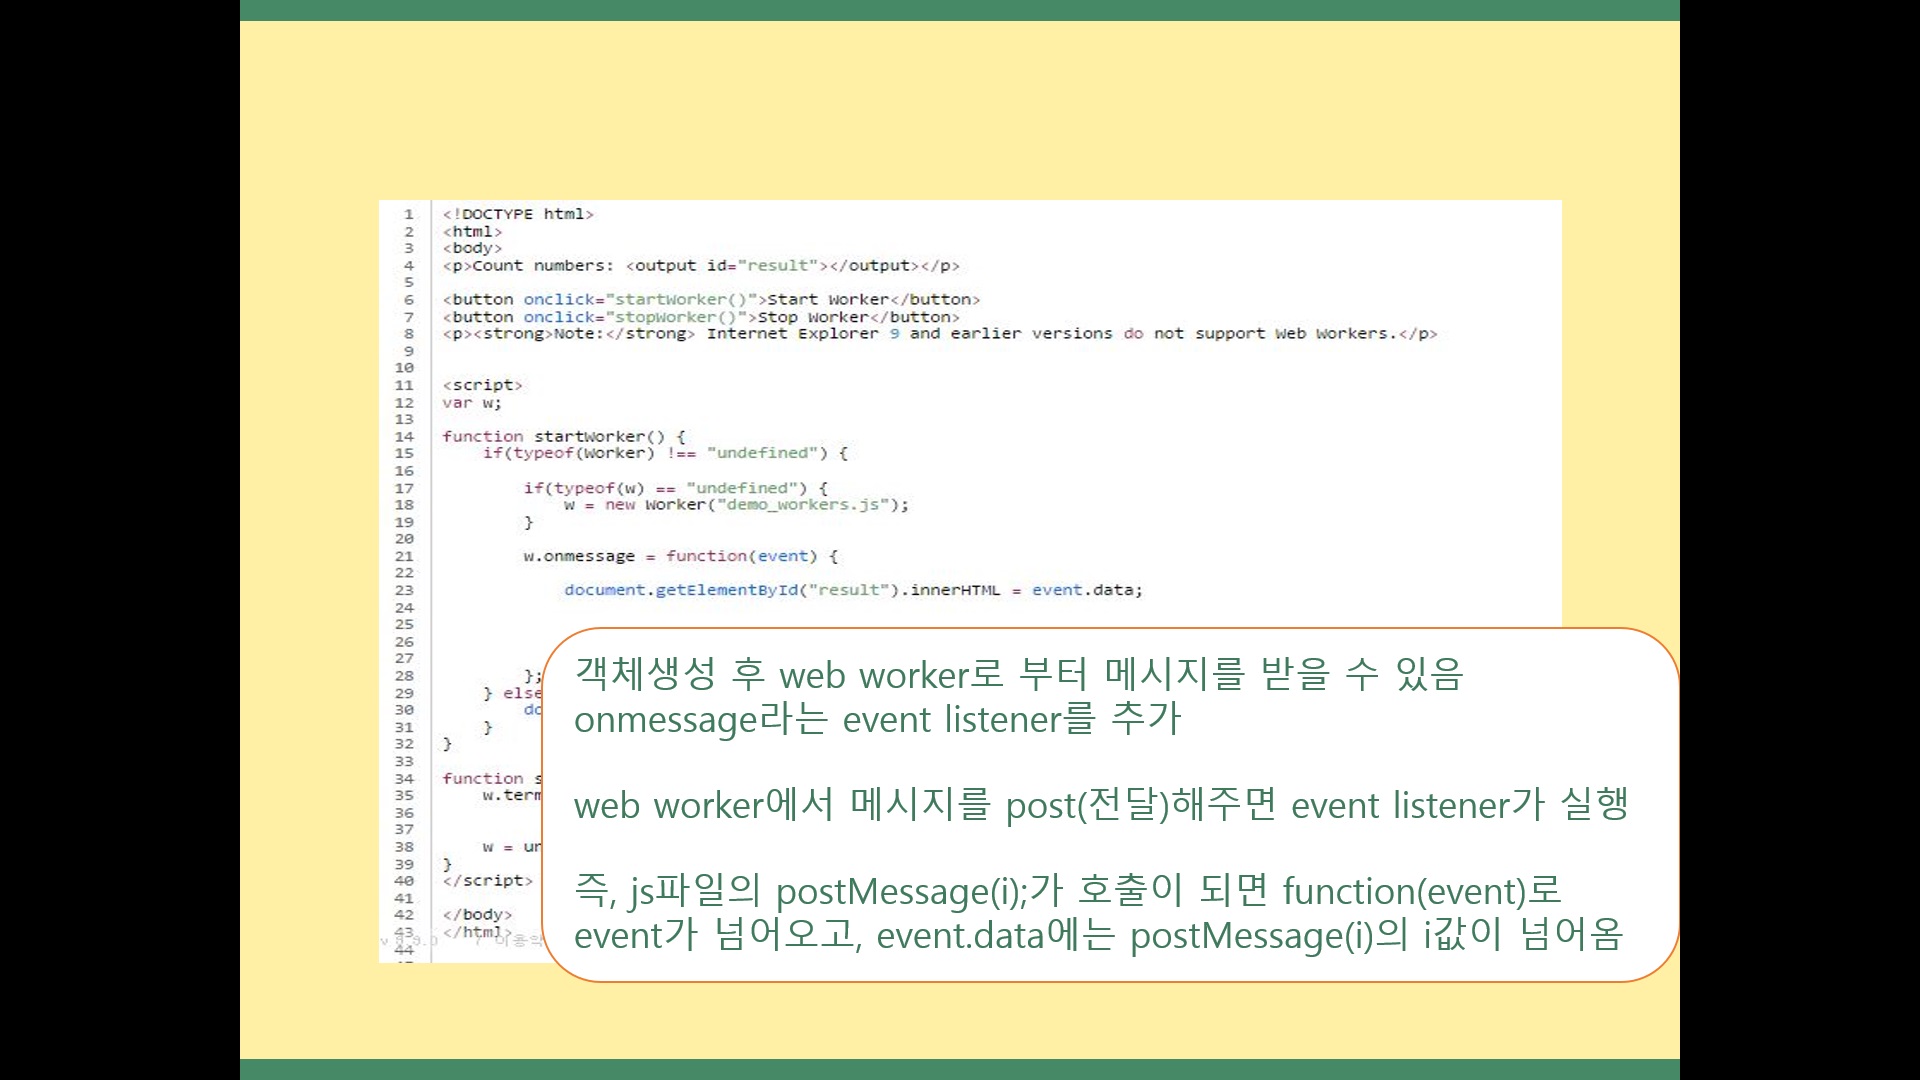 1 <!DOCTYPE html>
2 <html>
3 <body>
4 <p>Count numbers: <output id="result"></output></p>
5
6 <button onclick="startWorker()">Start Worker</button>
7 <button onclick="stopWorker()">Stop Worker</button>
8 <p><strong>Note:</strong> Internet Explorer 9 and earlier versions do not support Web Workers.</p>
9
10
11 <script>
12 var w;
13
14 function startWorker() {
15 if(typeof(Worker) !== "undefined") {
16
17 if(typeof(w) == "undefined") {
18 w = new Worker("demo_workers.js");
19 }
20
21 w.onmessage = function(event) {
22
23 document.getElementById("result").innerHTML = event.data;
24
25
26
27
28 };
29 } else
30 do
31 }
32 }
33
34 function s
35 w.term
36
37
38 w = un
39 }
40 </script>
41
42 </body>
43 </html>
44
객체생성 후 web worker로 부터 메시지를 받을 수 있음
onmessage라는 event listener를 추가
web worker에서 메시지를 post(전달)해주면 event listener가 실행
즉, js파일의 postMessage(i);가 호출이 되면 function(event)로
event가 넘어오고, event.data에는 postMessage(i)의 i값이 넘어옴